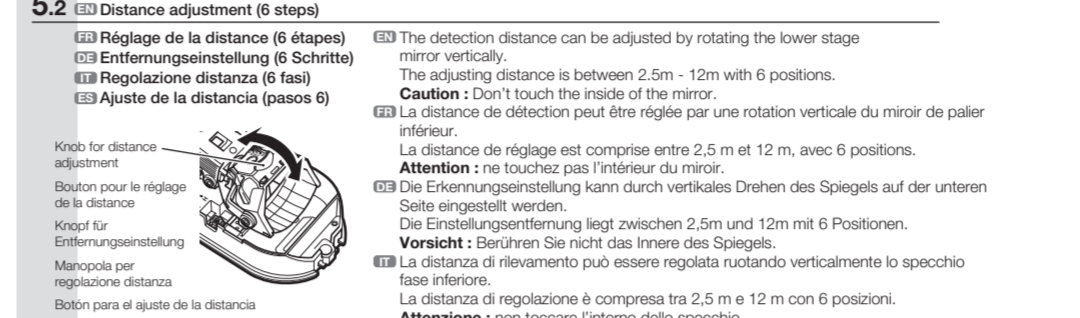 5.2 EN Distance adjustment (6 steps)
FR Réglage de la distance (6 étapes)
DE Entfernungseinstellung (6 Schritte)
IT Regolazione distanza (6 fasi)
ES Ajuste de la distancia (pasos 6)
Knob for distance
adjustment
Bouton pour le réglage
de la distance
Knopf für
Entfernungseinstellung
Manopola per
regolazione distanza
Botón para el ajuste de la distancia
EN The detection distance can be adjusted by rotating the lower stage
mirror vertically.
The adjusting distance is between 2.5m - 12m with 6 positions.
Caution : Don't touch the inside of the mirror.
FR La distance de détection peut être réglée par une rotation verticale du miroir de palier
inférieur.
La distance de réglage est comprise entre 2,5 m et 12 m, avec 6 positions.
Attention : ne touchez pas l'intérieur du miroir.
DE Die Erkennungseinstellung kann durch vertikales Drehen des Spiegels auf der unteren
Seite eingestellt werden.
Die Einstellungsentfernung liegt zwischen 2,5m und 12m mit 6 Positionen.
Vorsicht : Berühren Sie nicht das Innere des Spiegels.
IT La distanza di rilevamento può essere regolata ruotando verticalmente lo specchio
fase inferiore.
La distanza di regolazione è compresa tra 2,5 m e 12 m con 6 posizioni.
Attenzione : non toccare l'interno dello specchio.